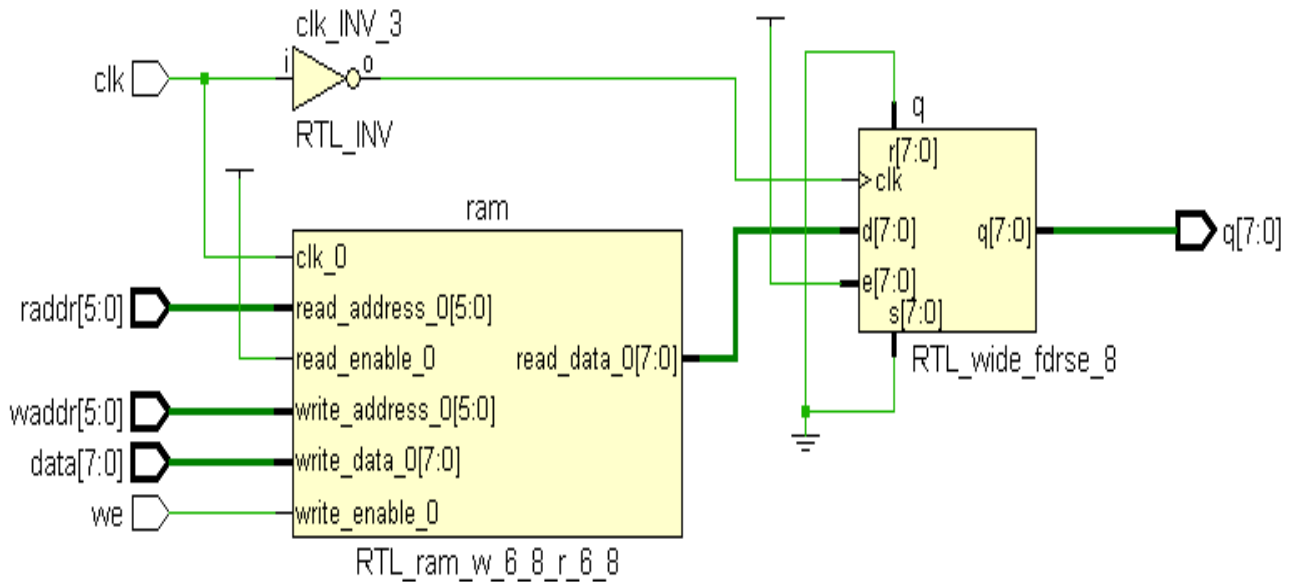 clk_INV_3
clk
i
o
RTL_INV
q
r[7:0]
clk
d[7:0]
q[7:0]
q[7:0]
e[7:0]
s[7:0]
RTL_wide_fdrse_8
ram
clk_0
raddr[5:0]
read_address_0[5:0]
read_enable_0
read_data_0[7:0]
waddr[5:0]
write_address_0[5:0]
data[7:0]
write_data_0[7:0]
we
write_enable_0
RTL_ram_w_6_8_r_6_8